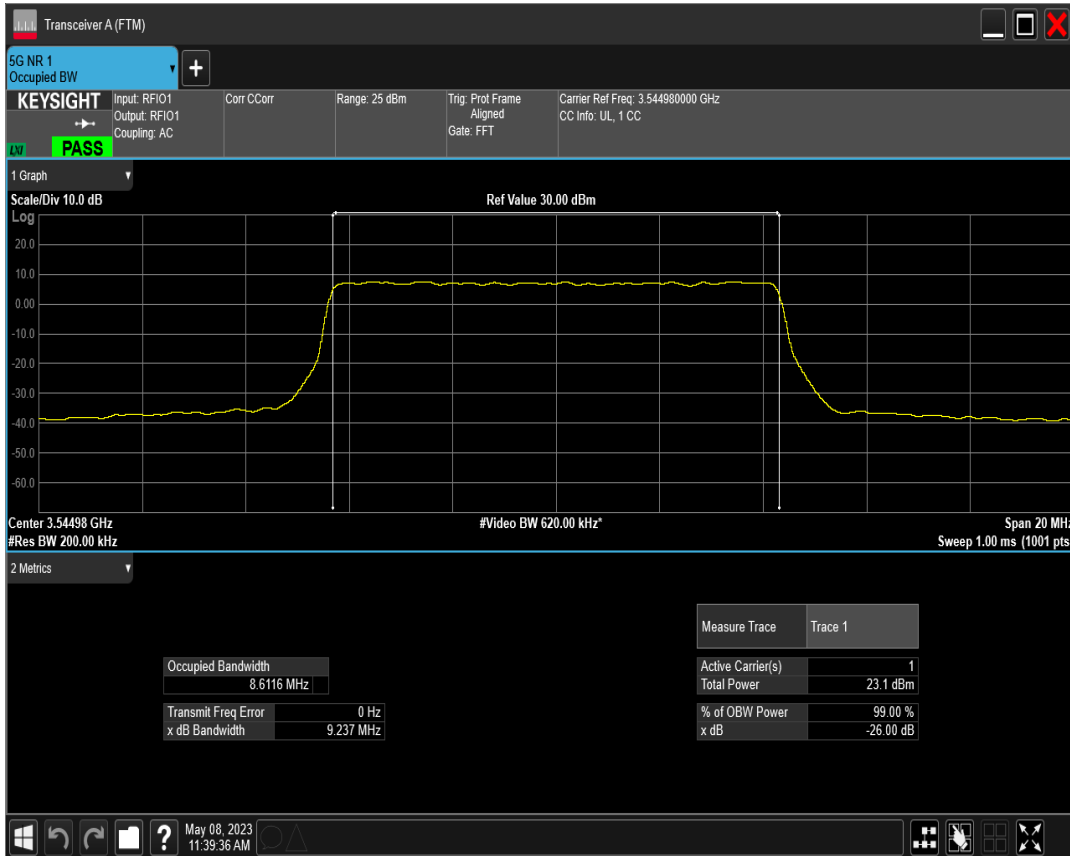 Transceiver A (FTM)
5G NR 1
Occupied BW
+
KEYSIGHT
LXI
PASS
Input: RFIO1
Output: RFIO1
Coupling: AC
Corr CCorr
Range: 25 dBm
Trig: Prot Frame
Aligned
Gate: FFT
Carrier Ref Freq: 3.544980000 GHz
CC Info: UL, 1 CC
1 Graph
Scale/Div 10.0 dB
Ref Value 30.00 dBm
Log
20.0
10.0
0.00
-10.0
-20.0
-30.0
-40.0
-50.0
-60.0
Center 3.54498 GHz
#Video BW 620.00 kHz*
Span 20 MHz
#Res BW 200.00 kHz
Sweep 1.00 ms (1001 pts
2 Metrics
Measure Trace Trace 1
Occupied Bandwidth
8.6116 MHz
Active Carrier(s) 1
Total Power 23.1 dBm
Transmit Freq Error 0 Hz
x dB Bandwidth 9.237 MHz
% of OBW Power 99.00 %
x dB -26.00 dB
?
May 08, 2023
11:39:36 AM